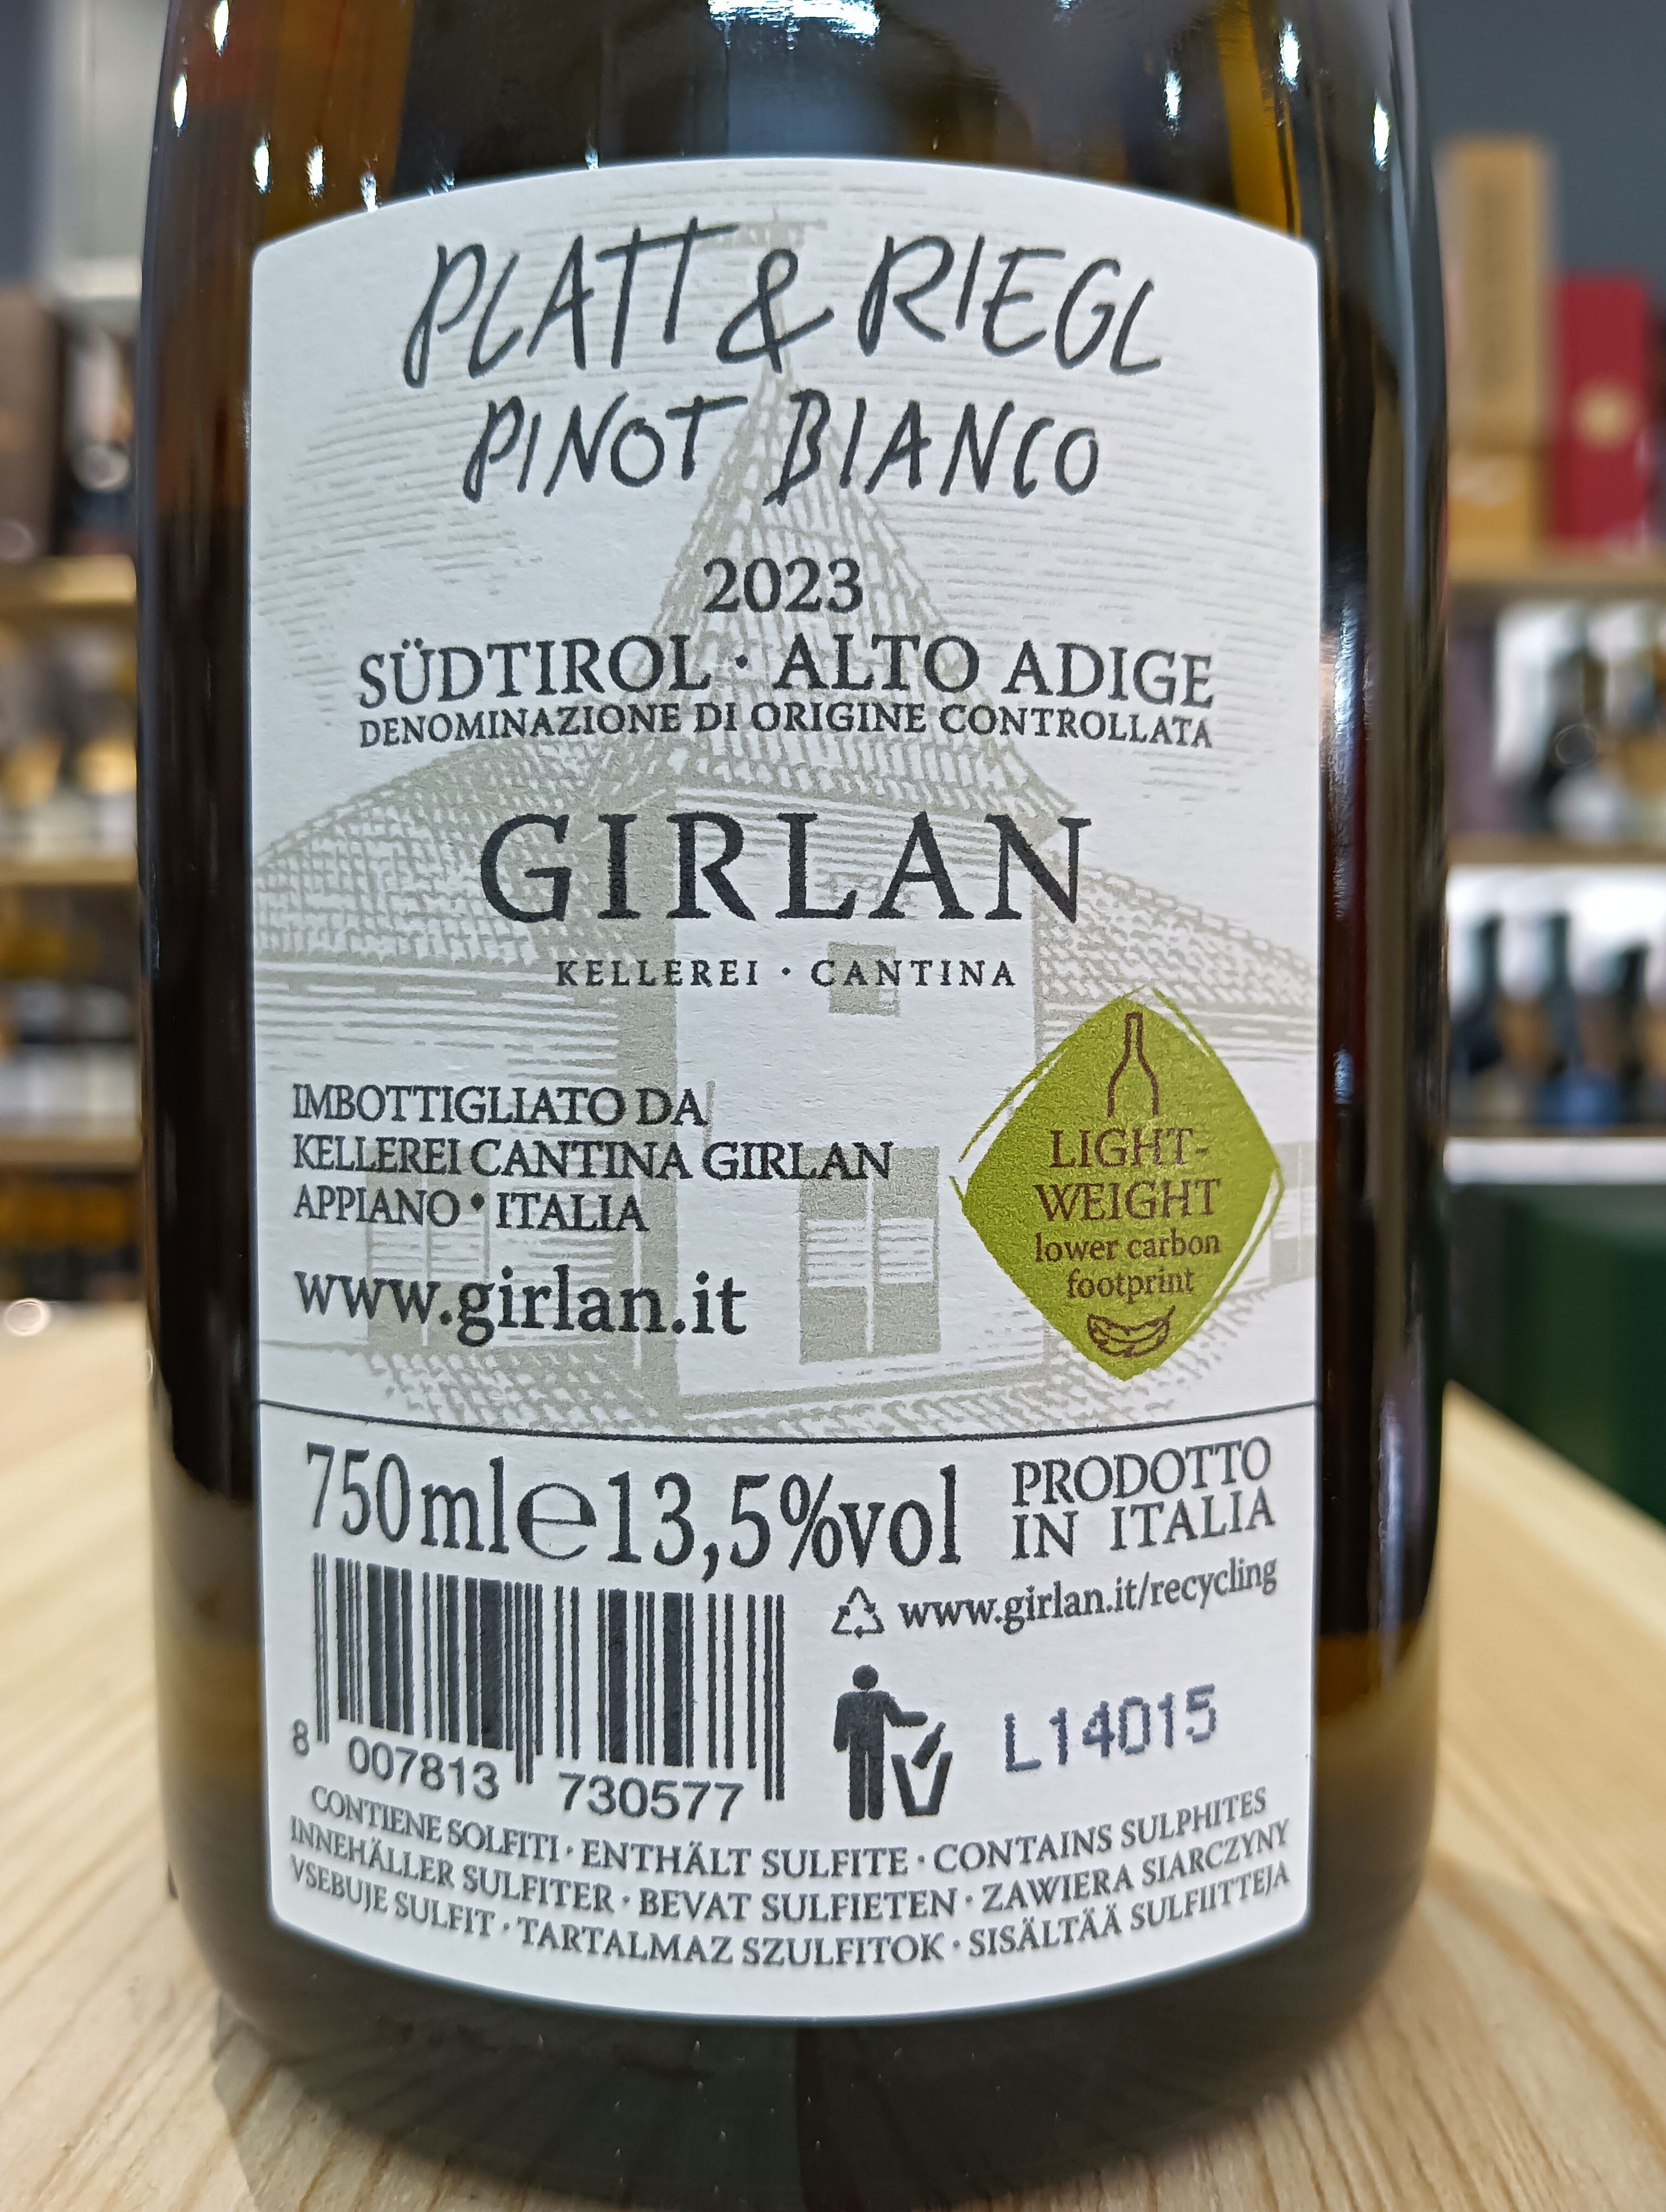 PLATT & RIEGL
PINOT BIANCO
2023
SÜDTIROL · ALTO ADIGE
DENOMINAZIONE DI ORIGINE CONTROLLATA
GIRLAN
KELLEREI · CANTINA
IMBOTTIGLIATO DA
KELLEREI CANTINA GIRLAN
APPIANO · ITALIA
www.girlan.it
LIGHT-
WEIGHT
lower carbon
footprint
750ml e 13,5%vol
PRODOTTO
IN ITALIA
www.girlan.it/recycling
L14015
8 007813 730577
CONTIENE SOLFITI · ENTHÄLT SULFITE · CONTAINS SULPHITES
INNEHÅLLER SULFITER · BEVAT SULFIETEN · ZAWIERA SIARCZYNY
VSEBUJE SULFIT · TARTALMAZ SZULFITOK · SISÄLTÄÄ SULFIITTEJA